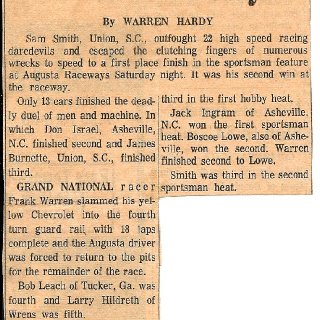 By WARREN HARDY
Sam Smith, Union, S.C., outfought 22 high speed racing
daredevils and escaped the clutching fingers of numerous
wrecks to speed to a first place finish in the sportsman feature
at Augusta Raceways Saturday night. It was his second win at
the raceway.
Only 13 cars finished the dead-
ly duel of men and machine. In
which Don Israel, Asheville,
N.C. finished second and James
Burnette, Union, S.C., finished
third.
GRAND NATIONAL racer
Frank Warren slammed his yel-
low Chevrolet into the fourth
turn guard rail with 18 laps
complete and the Augusta driver
was forced to return to the pits
for the remainder of the race.
Bob Leach of Tucker, Ga. was
fourth and Larry Hildreth of
Wrens was fifth.
third in the first hobby heat.
Jack Ingram of Asheville,
N.C. won the first sportsman
heat. Boscoe Lowe, also of Ashe-
ville, won the second. Warren
finished second to Lowe.
Smith was third in the second
sportsman heat.